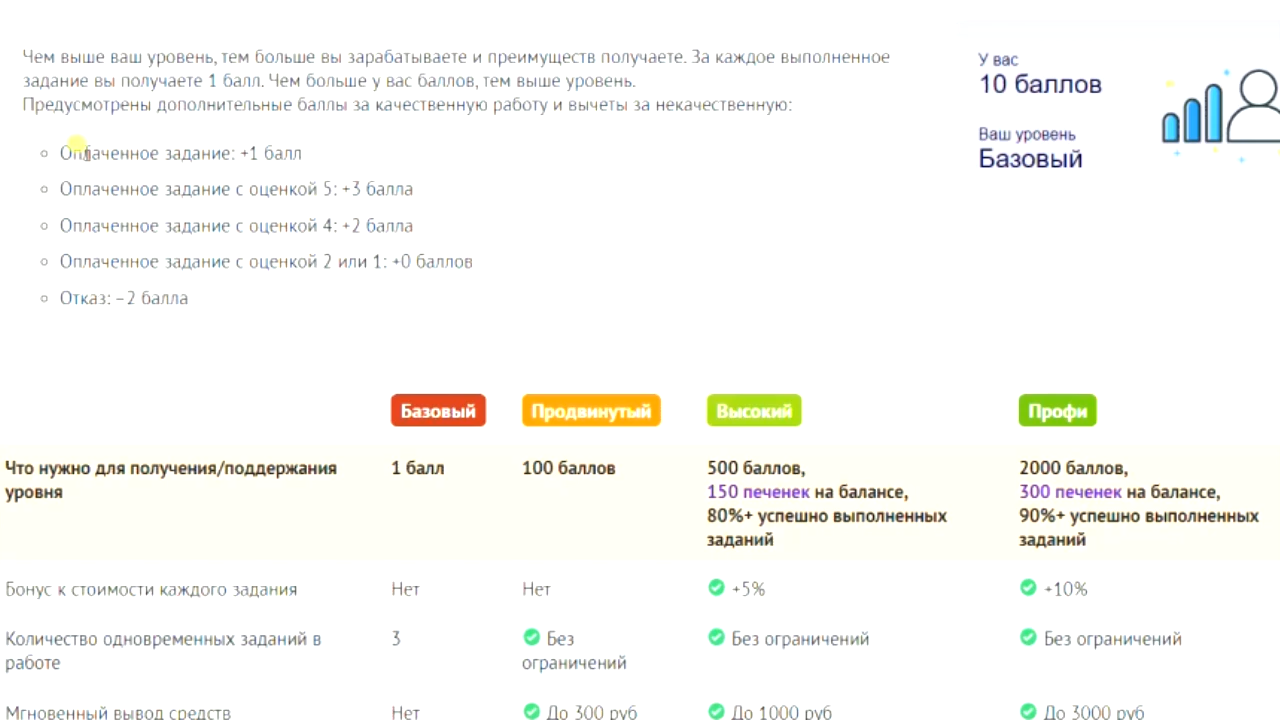 Чем выше ваш уровень, тем больше вы зарабатываете и преимуществ получаете. За каждое выполненное
задание вы получаете 1 балл. Чем больше у вас баллов, тем выше уровень.
Предусмотрены дополнительные баллы за качественную работу и вычеты за некачественную:
Оплаченное задание: +1 балл
Оплаченное задание с оценкой 5: +3 балла
Оплаченное задание с оценкой 4: +2 балла
Оплаченное задание с оценкой 2 или 1: +0 баллов
Отказ: –2 балла
У вас
10 баллов
Ваш уровень
Базовый
Базовый Продвинутый Высокий Профи
Что нужно для получения/поддержания
уровня
1 балл
100 баллов
500 баллов,
150 печенек на балансе,
80%+ успешно выполненных
заданий
2000 баллов,
300 печенек на балансе,
90%+ успешно выполненных
заданий
Бонус к стоимости каждого задания
Нет
Нет
+5%
+10%
Количество одновременных заданий в
работе
3
Без
ограничений
Без ограничений
Без ограничений
Мгновенный вывод средств
Нет
До 300 руб
До 1000 руб
До 3000 руб